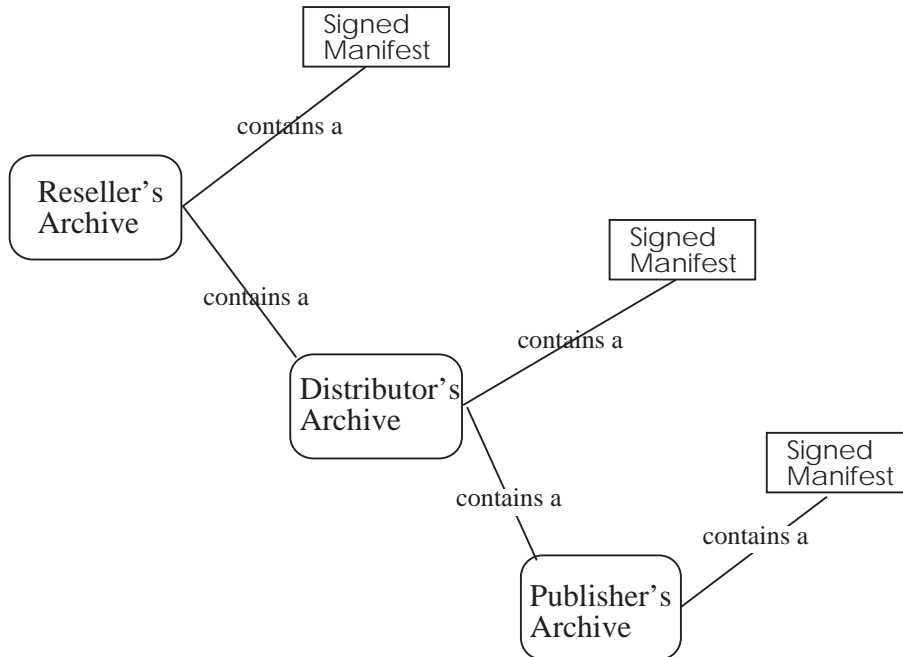 Signed
Manifest
contains a
Reseller’s
Archive
Signed
Manifest
contains a
contains a
Distributor’s
Archive
Signed
Manifest
contains a
contains a
Publisher’s
Archive